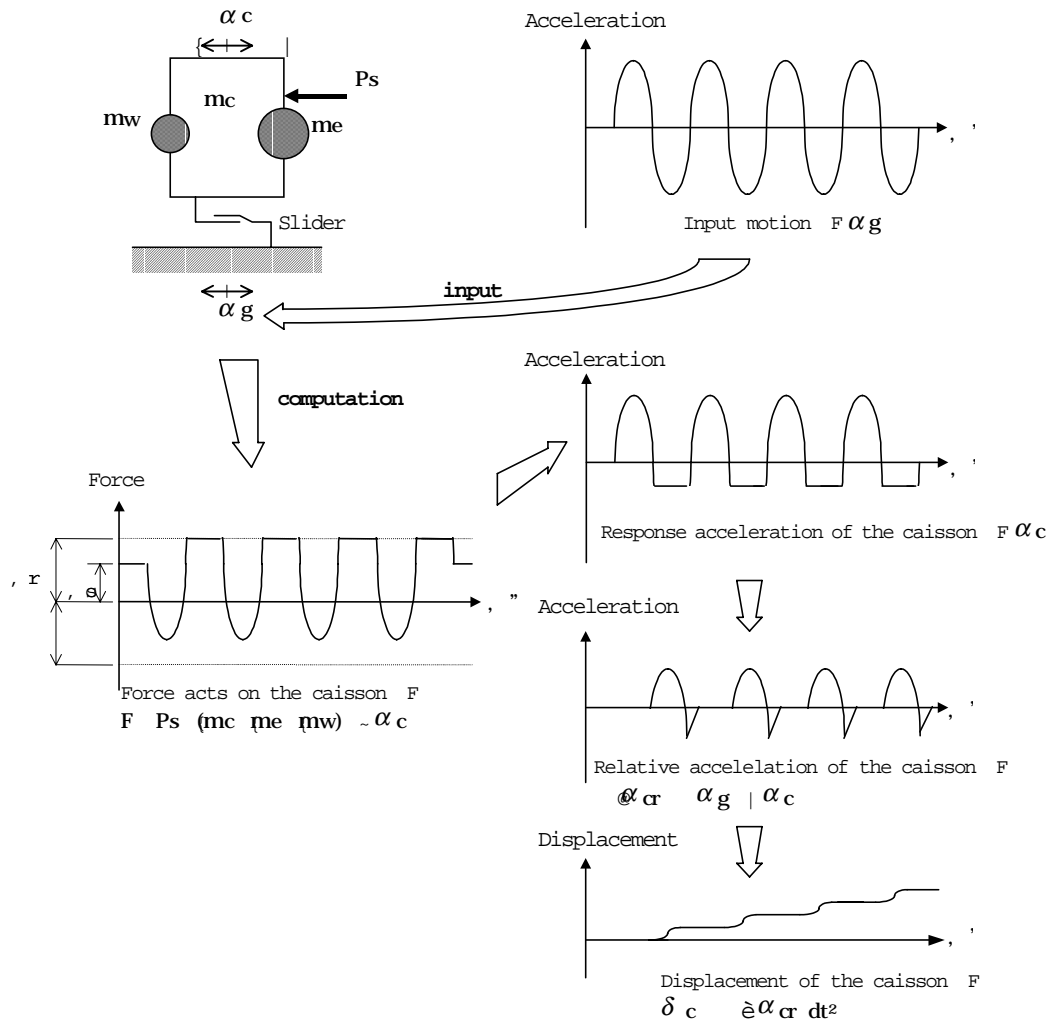 α c
{ |
Ps
mc
mw
me
Slider
α g
Acceleration
, '
Input motion F α g
input
computation
Force
, r
, s
, "
Force acts on the caisson F
F Ps (mc ɱe ɱw) ~ α c
Acceleration
, '
Response acceleration of the caisson F α c
Acceleration
, '
Relative accelelation of the caisson F
α cr α g | α c
Displacement
, '
Displacement of the caisson F
δ c è α cr dt²